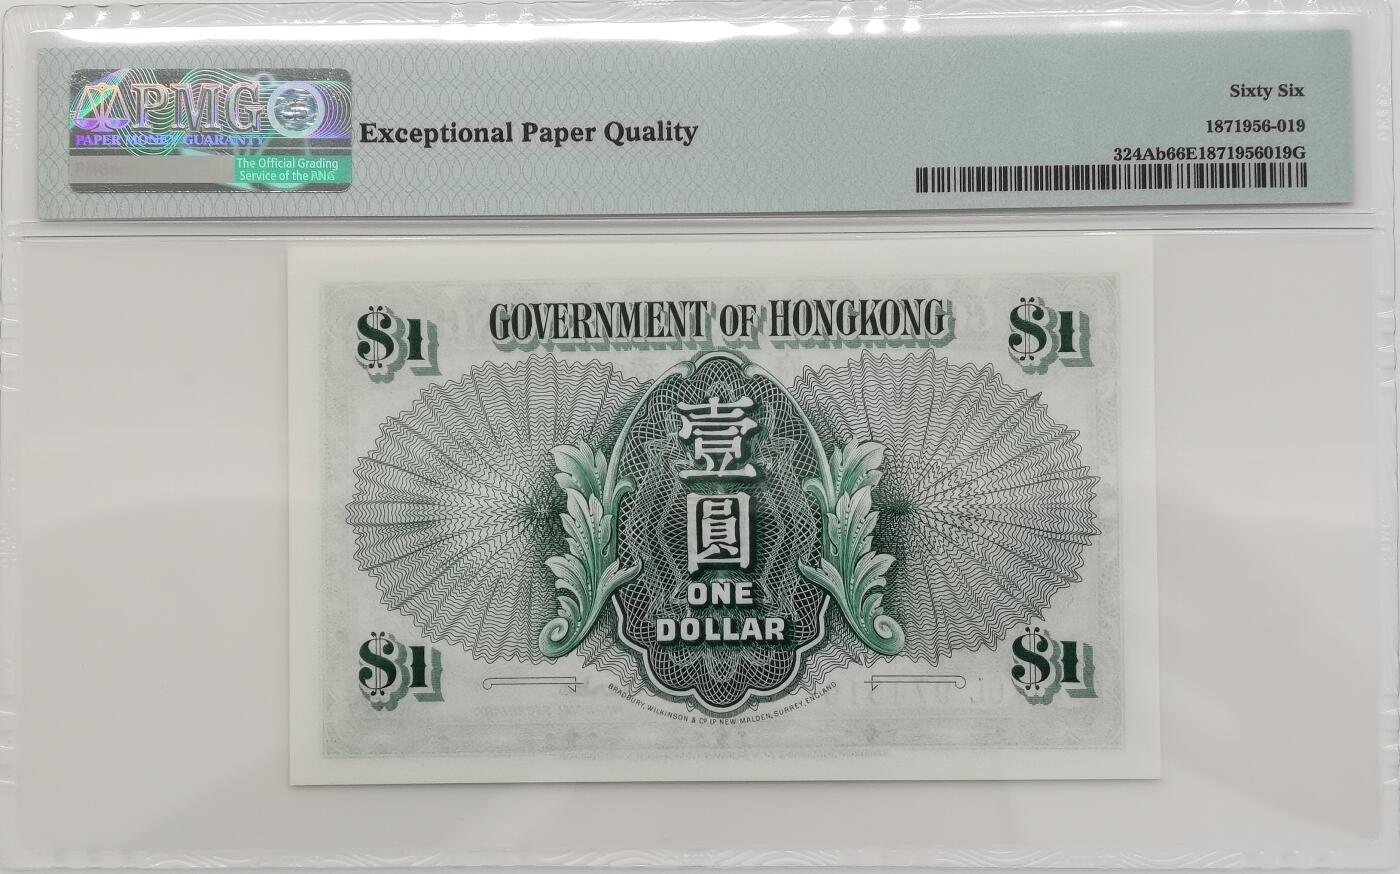 PMG
PAPER MONEY GUARANTY
The Official Grading
Service of the PNG
Exceptional Paper Quality
Sixty Six
1871956-019
324Ab66E1871956019G
GOVERNMENT OF HONGKONG
$1
$1
壹
圓
ONE
DOLLAR
$1
$1
BRADBURY, WILKINSON & Co Ld NEW MALDEN, SURREY, ENGLAND